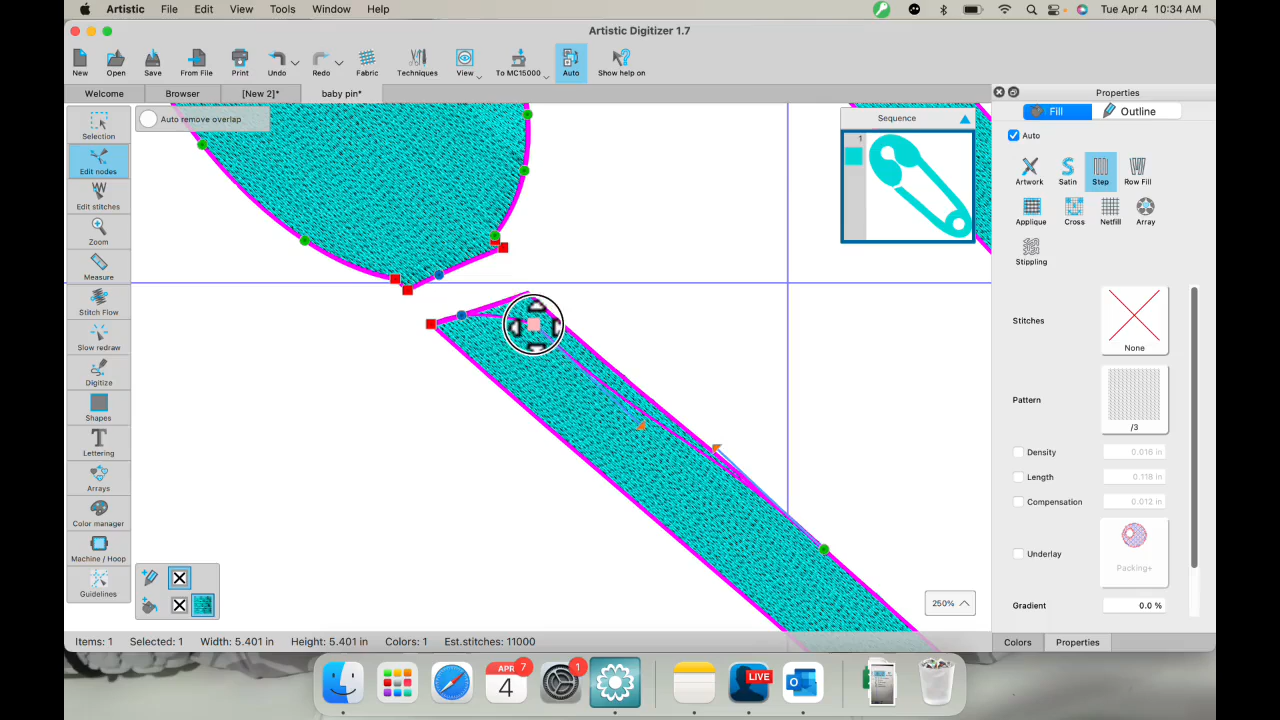 Artistic File Edit View Tools Window Help Tue Apr 4 10:34 AM
Artistic Digitizer 1.7
New Open Save From File Print Undo Redo Fabric Techniques View To MC15000 Auto Show help on
Welcome Browser [New 2]* baby pin*
Properties
Selection
Edit nodes
Edit stitches
Zoom
Measure
Stitch Flow
Slow redraw
Digitize
Shapes
Lettering
Arrays
Color manager
Machine / Hoop
Guidelines
Auto remove overlap
Sequence
1
250%
Fill Outline
Auto
Artwork Satin Step Row Fill
Applique Cross Netfill Array
Stippling
Stitches
None
Pattern
/3
Density 0.016 in
Length 0.118 in
Compensation 0.012 in
Underlay
Packing+
Gradient 0.0 %
Colors Properties
Items: 1 Selected: 1 Width: 5.401 in Height: 5.401 in Colors: 1 Est.stitches: 11000
APR 7
4
1
LIVE